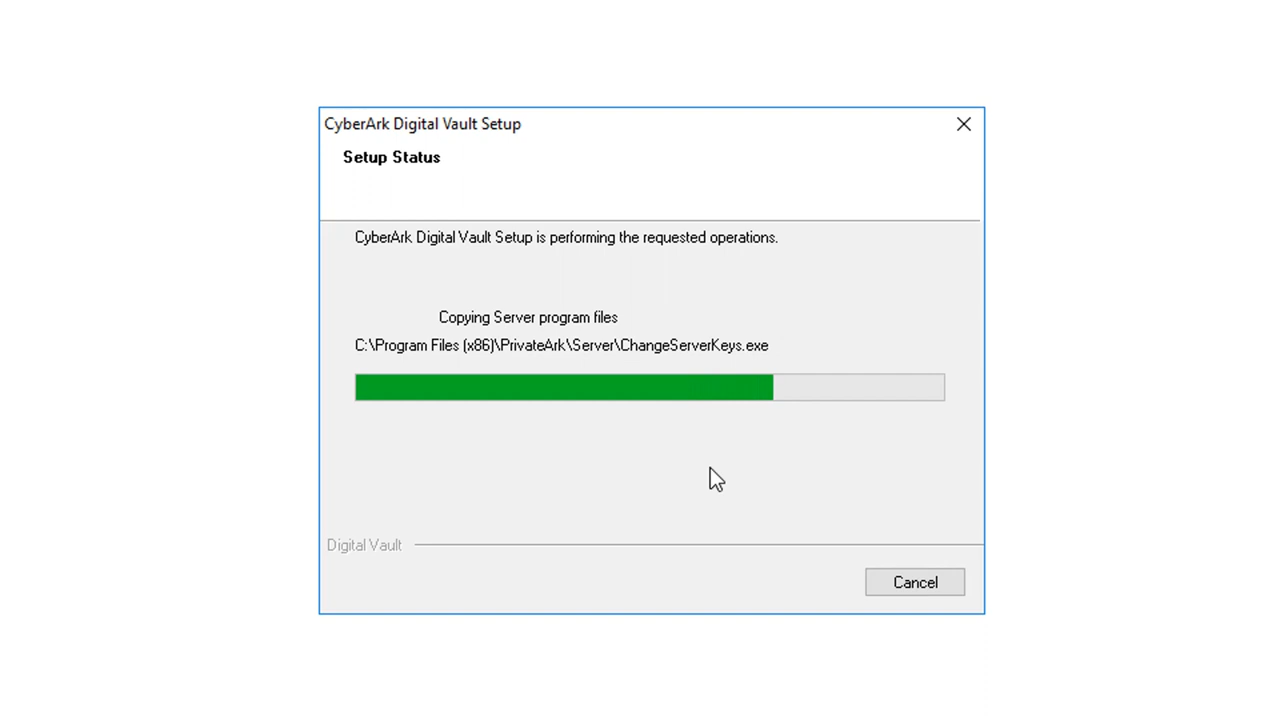 CyberArk Digital Vault Setup
Setup Status
CyberArk Digital Vault Setup is performing the requested operations.
Copying Server program files
C:\Program Files (x86)\PrivateArk\Server\ChangeServerKeys.exe
Digital Vault
Cancel